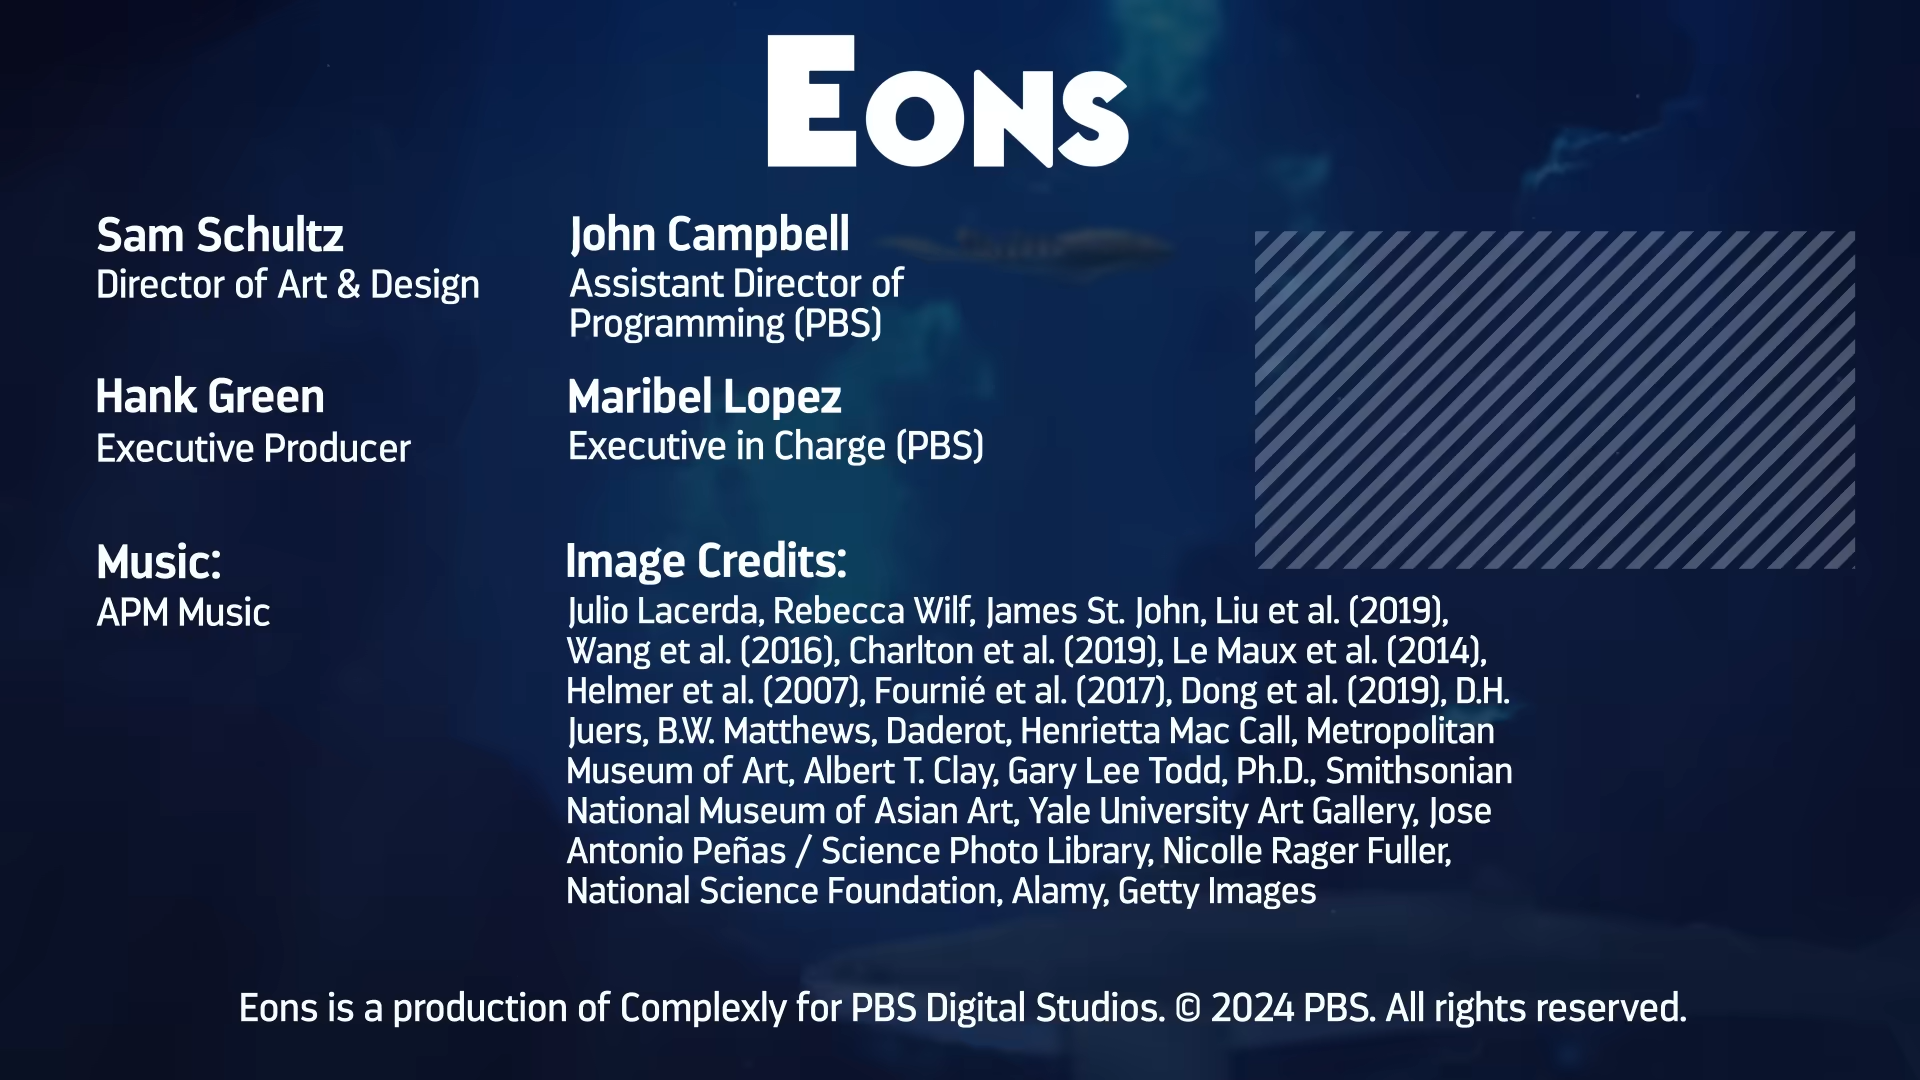 Eons
Sam Schultz
Director of Art & Design
John Campbell
Assistant Director of
Programming (PBS)
Hank Green
Executive Producer
Maribel Lopez
Executive in Charge (PBS)
Music:
APM Music
Image Credits:
Julio Lacerda, Rebecca Wilf, James St. John, Liu et al. (2019),
Wang et al. (2016), Charlton et al. (2019), Le Maux et al. (2014),
Helmer et al. (2007), Fournié et al. (2017), Dong et al. (2019), D.H.
Juers, B.W. Matthews, Daderot, Henrietta Mac Call, Metropolitan
Museum of Art, Albert T. Clay, Gary Lee Todd, Ph.D., Smithsonian
National Museum of Asian Art, Yale University Art Gallery, Jose
Antonio Peñas / Science Photo Library, Nicolle Rager Fuller,
National Science Foundation, Alamy, Getty Images
Eons is a production of Complexly for PBS Digital Studios. © 2024 PBS. All rights reserved.